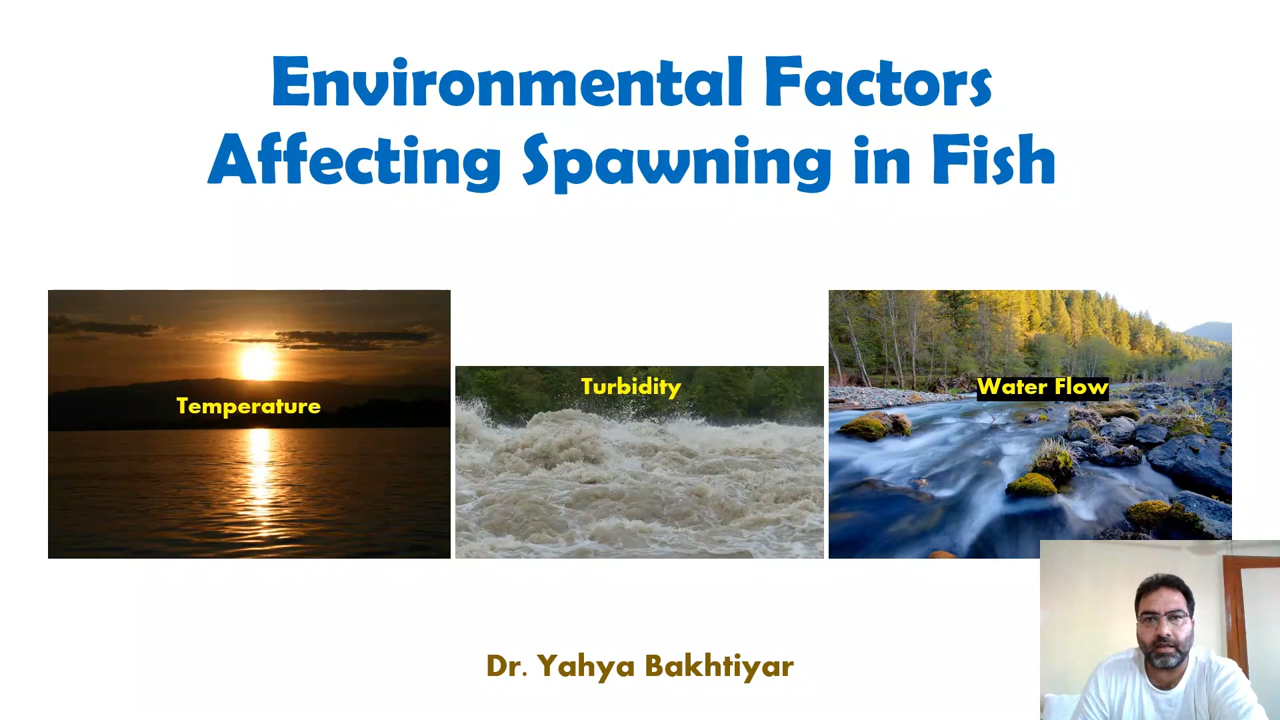 Environmental Factors
Affecting Spawning in Fish
Temperature
Turbidity
Water Flow
Dr. Yahya Bakhtiyar